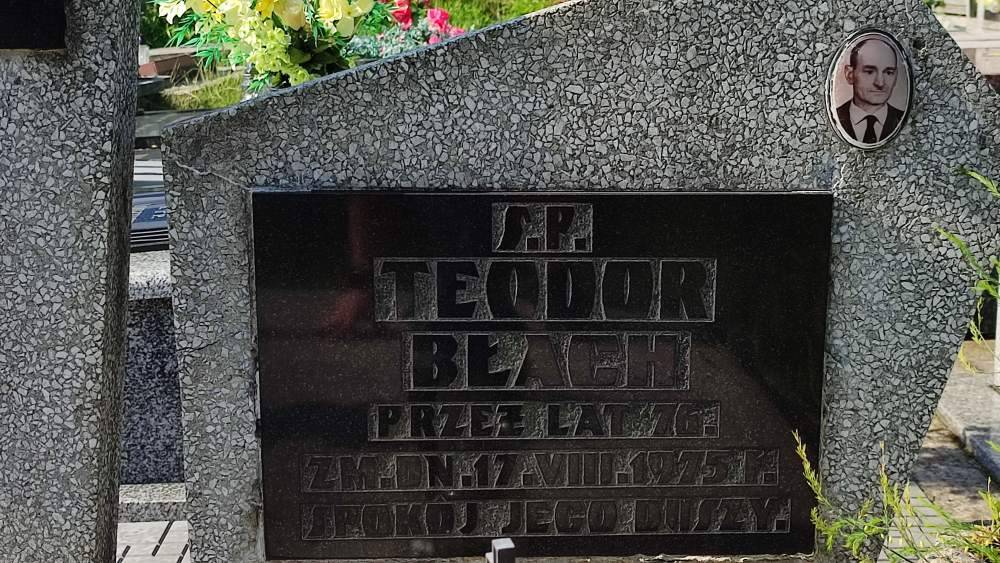 Ś.P.
TEODOR
BŁACH
PRZEŻ LAT 76.
ZM. DN. 17. VIII. 1975 R.
SPOKÓJ JEGO DUSZY.